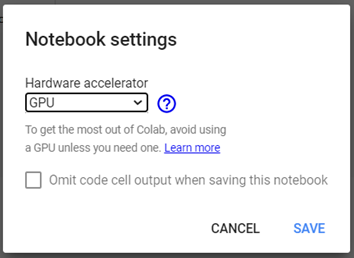 Notebook settings
Hardware accelerator
GPU
?
To get the most out of Colab, avoid using
a GPU unless you need one. Learn more
Omit code cell output when saving this notebook
CANCEL SAVE